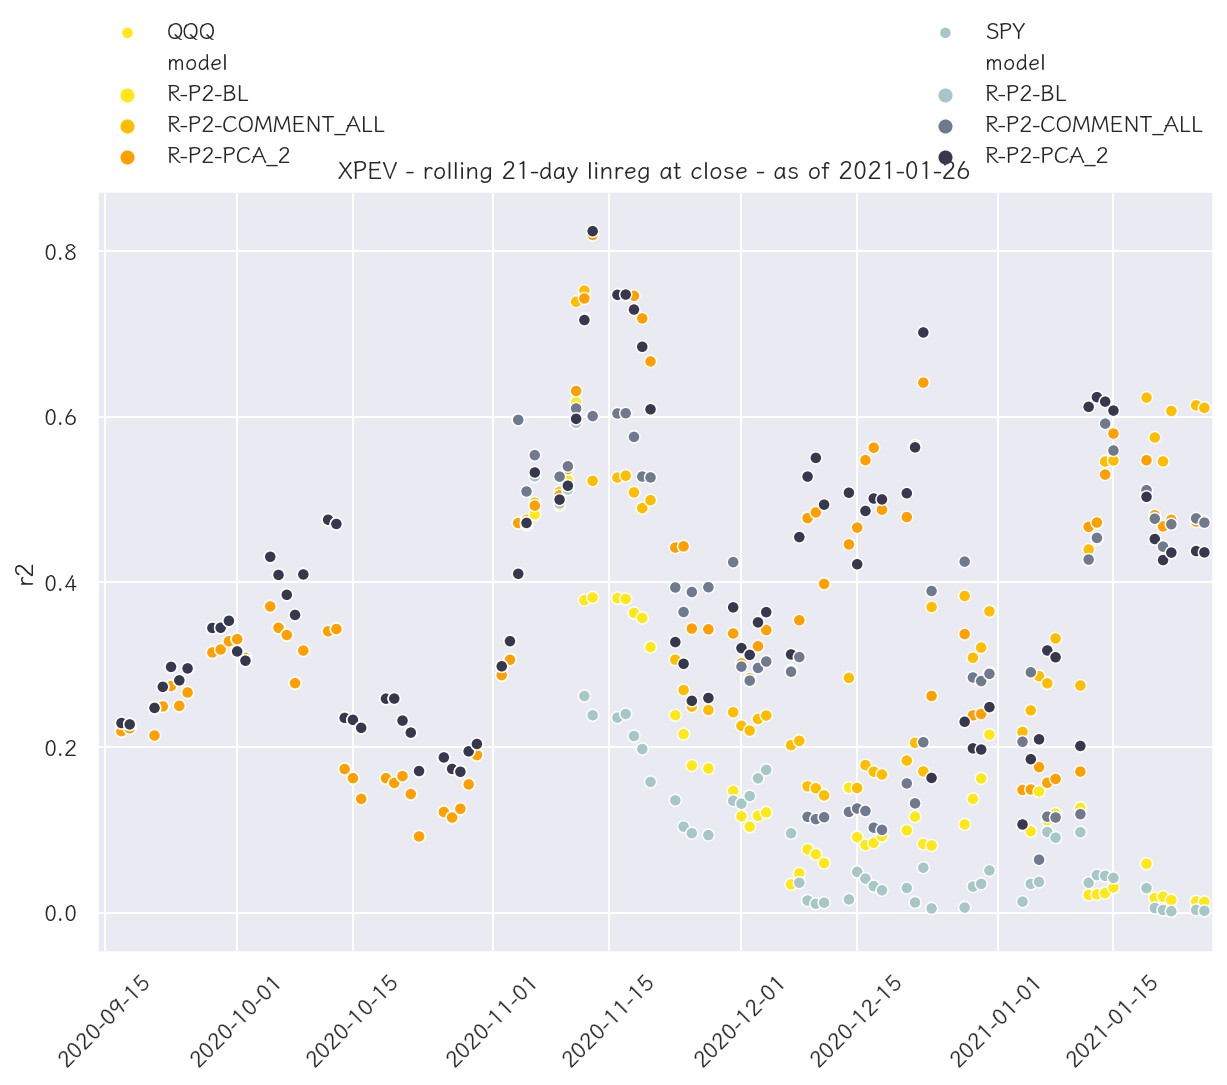 QQQ
model
R-P2-BL
R-P2-COMMENT_ALL
R-P2-PCA_2
SPY
model
R-P2-BL
R-P2-COMMENT_ALL
R-P2-PCA_2
XPEV - rolling 21-day linreg at close - as of 2021-01-26
r2
0.8
0.6
0.4
0.2
0.0
2020-09-15
2020-10-01
2020-10-15
2020-11-01
2020-11-15
2020-12-01
2020-12-15
2021-01-01
2021-01-15